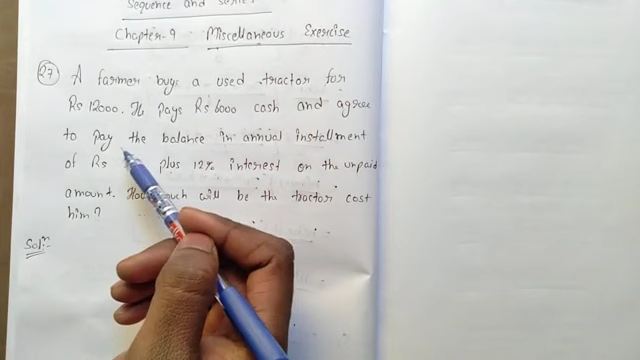 Sequence and series
Chapter-9 Miscellaneous Exercise
27 A farmer buys a used tractor for
Rs 12000. He pays Rs 6000 cash and agree
to pay the balance in annual installment
of Rs plus 12% interest on the unpaid
amount. How much will be the tractor cost
him?
Sol:-